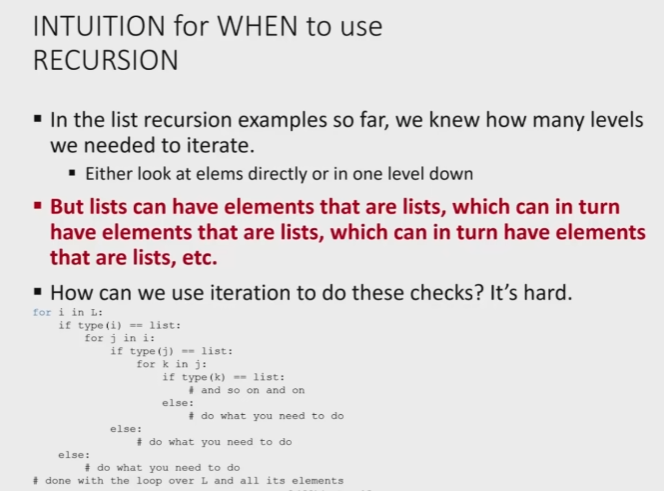 INTUITION for WHEN to use
RECURSION
▪ In the list recursion examples so far, we knew how many levels
we needed to iterate.
▪ Either look at elems directly or in one level down
▪ But lists can have elements that are lists, which can in turn
have elements that are lists, which can in turn have elements
that are lists, etc.
▪ How can we use iteration to do these checks? It's hard.
for i in L:
    if type(i) == list:
        for j in i:
            if type(j) == list:
                for k in j:
                    if type(k) == list:
                        # and so on and on
                    else:
                        # do what you need to do
            else:
                # do what you need to do
    else:
        # do what you need to do
# done with the loop over L and all its elements